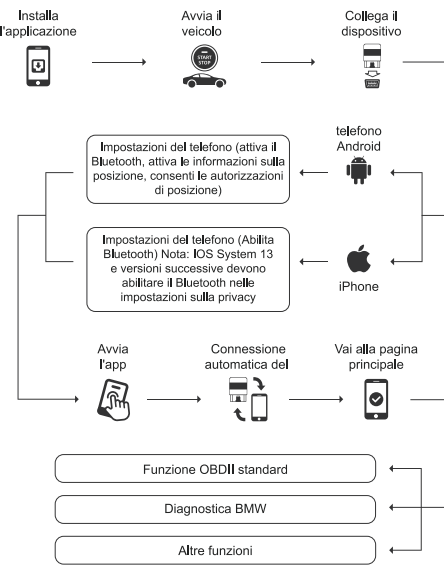 Installa
l'applicazione
Avvia il
veicolo
START
STOP
Collega il
dispositivo
telefono
Android
Impostazioni del telefono (attiva il
Bluetooth, attiva le informazioni sulla
posizione, consenti le autorizzazioni
di posizione)
Impostazioni del telefono (Abilita
Bluetooth) Nota: IOS System 13
e versioni successive devono
abilitare il Bluetooth nelle
impostazioni sulla privacy
iPhone
Avvia
l'app
Connessione
automatica del
Vai alla pagina
principale
Funzione OBDII standard
Diagnostica BMW
Altre funzioni